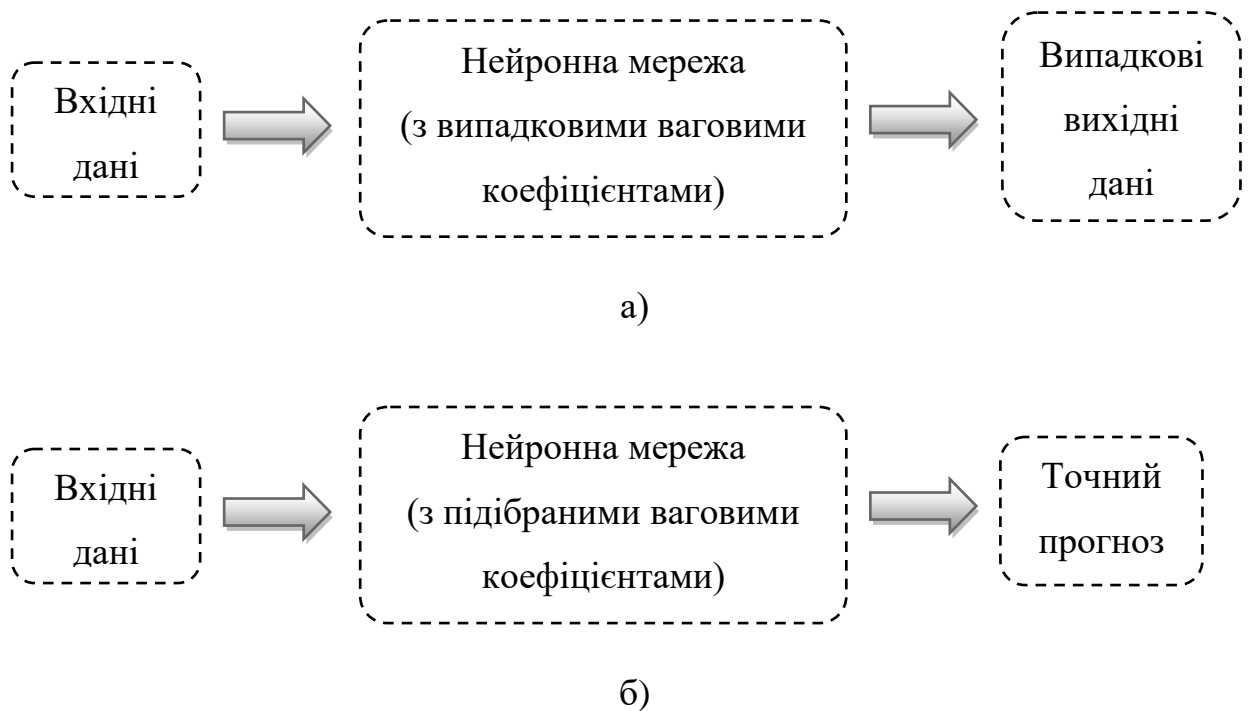 Вхідні
дані
Нейронна мережа
(з випадковими ваговими
коефіцієнтами)
Випадкові
вихідні
дані
а)
Вхідні
дані
Нейронна мережа
(з підібраними ваговими
коефіцієнтами)
Точний
прогноз
б)